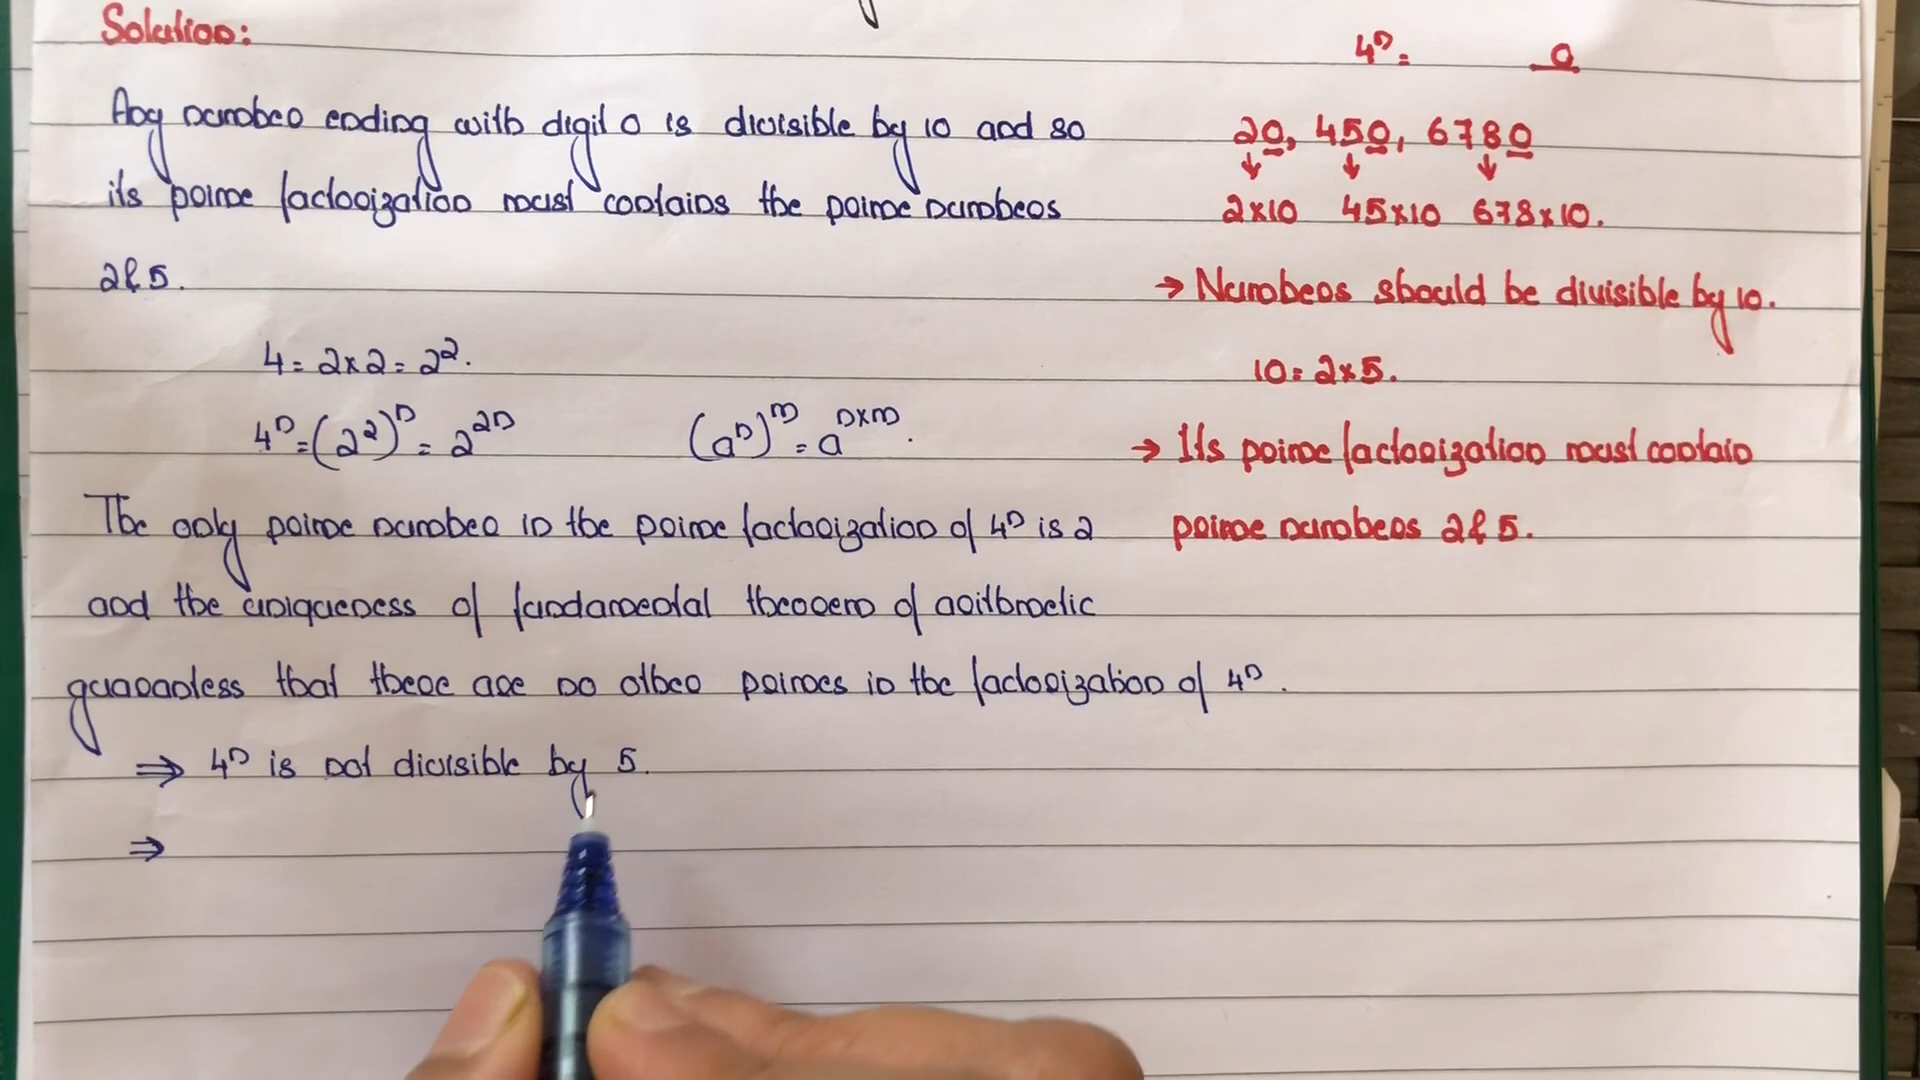 Solution:
Any number ending with digit 0 is divisible by 10 and so
its prime factorization must contains the prime numbers
2 & 5.
4 = 2×2 = 2².
4ⁿ = (2²)ⁿ = 2²ⁿ (aⁿ)ᵐ = aⁿˣᵐ.
The only prime number in the prime factorization of 4ⁿ is 2
and the uniqueness of fundamental theorem of arithmetic
guarantess that there are no other primes in the factorization of 4ⁿ.
⇒ 4ⁿ is not divisible by 5.
⇒
4ⁿ = 0
20, 450, 6780
2×10 45×10 678×10.
→ Numbers should be divisible by 10.
10 = 2×5.
→ Its prime factorization must contain
prime numbers 2 & 5.